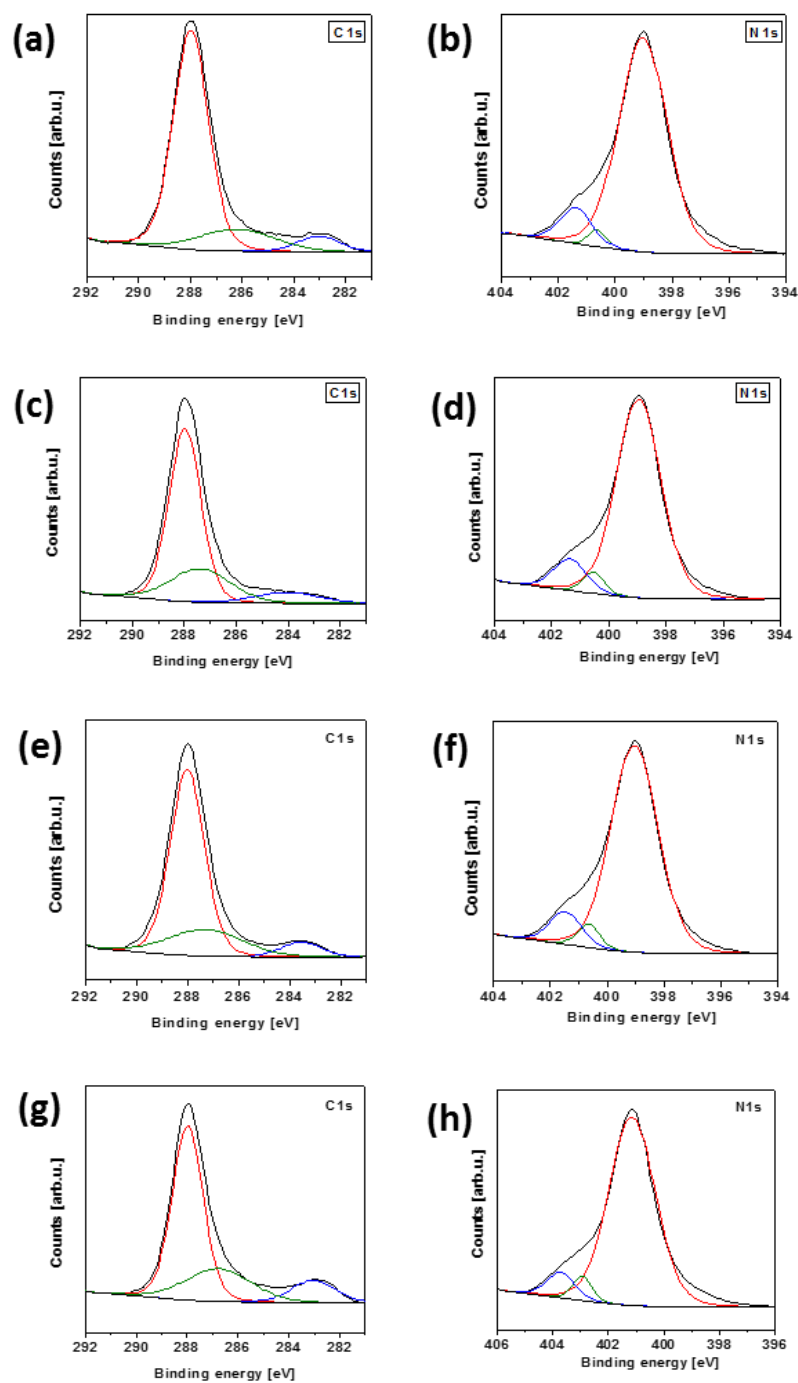 (a)
C 1s
Counts [arb.u.]
292 290 288 286 284 282
Binding energy [eV]
(b)
N 1s
Counts [arb.u.]
404 402 400 398 396 394
Binding energy [eV]
(c)
C1s
Counts [arb.u.]
292 290 288 286 284 282
Binding energy [eV]
(d)
N1s
Counts [arb.u.]
404 402 400 398 396 394
Binding energy [eV]
(e)
C1s
Counts [arb.u.]
292 290 288 286 284 282
Binding energy [eV]
(f)
N1s
Counts [arb.u.]
404 402 400 398 396 394
Binding energy [eV]
(g)
C1s
Counts [arb.u.]
292 290 288 286 284 282
Binding energy [eV]
(h)
N1s
Counts [arb.u.]
406 404 402 400 398 396
Binding energy [eV]